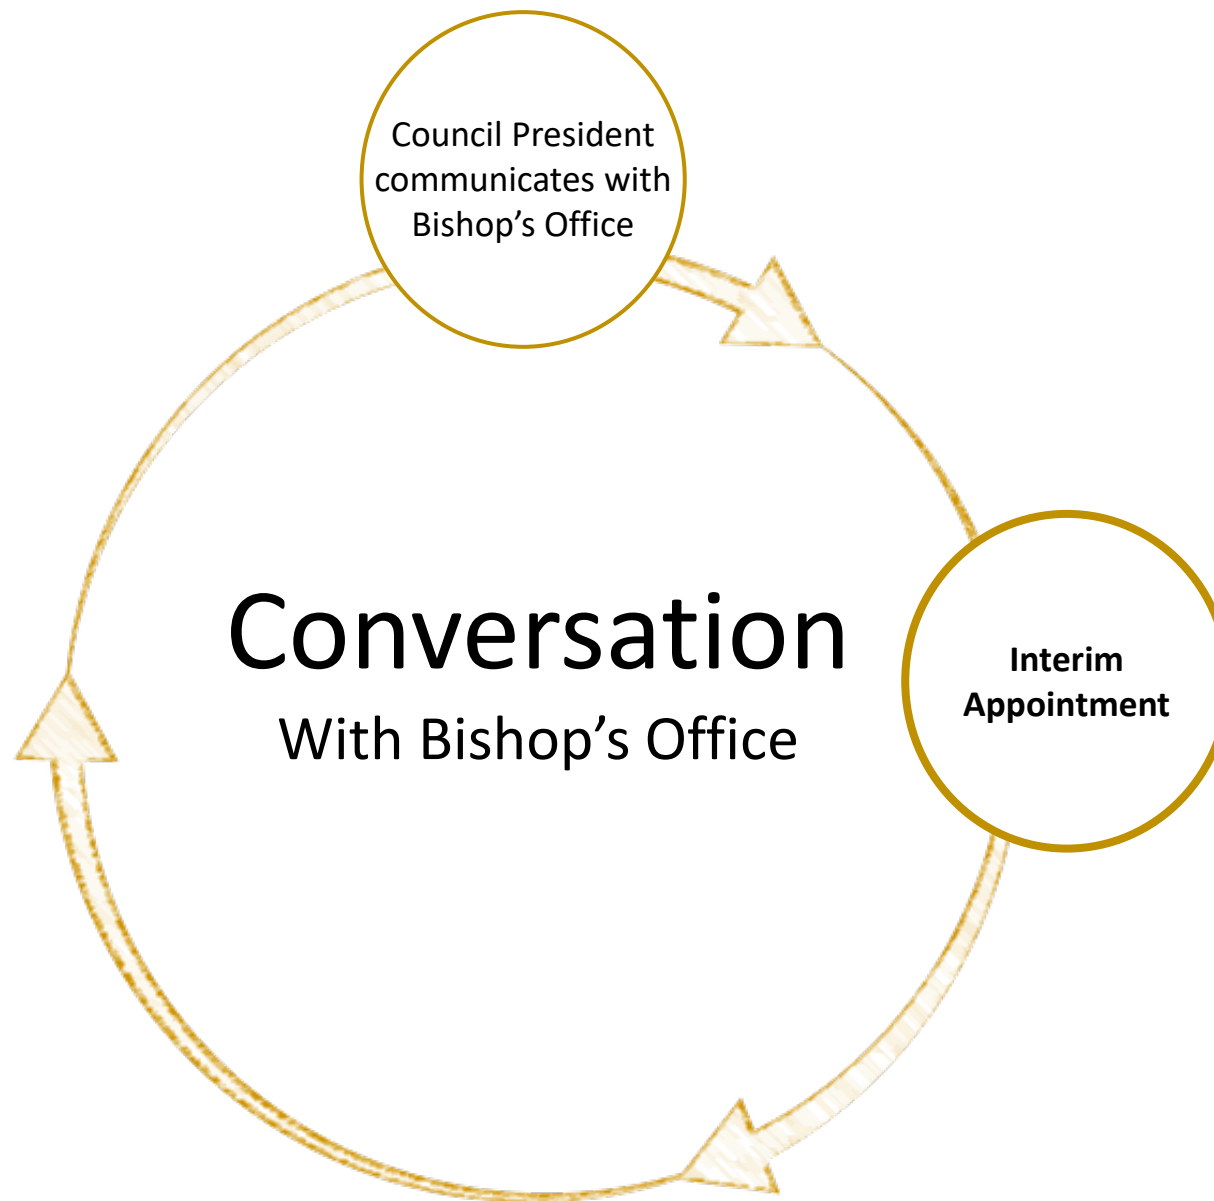 Council President
communicates with
Bishop’s Office
Conversation
With Bishop’s Office
Interim
Appointment